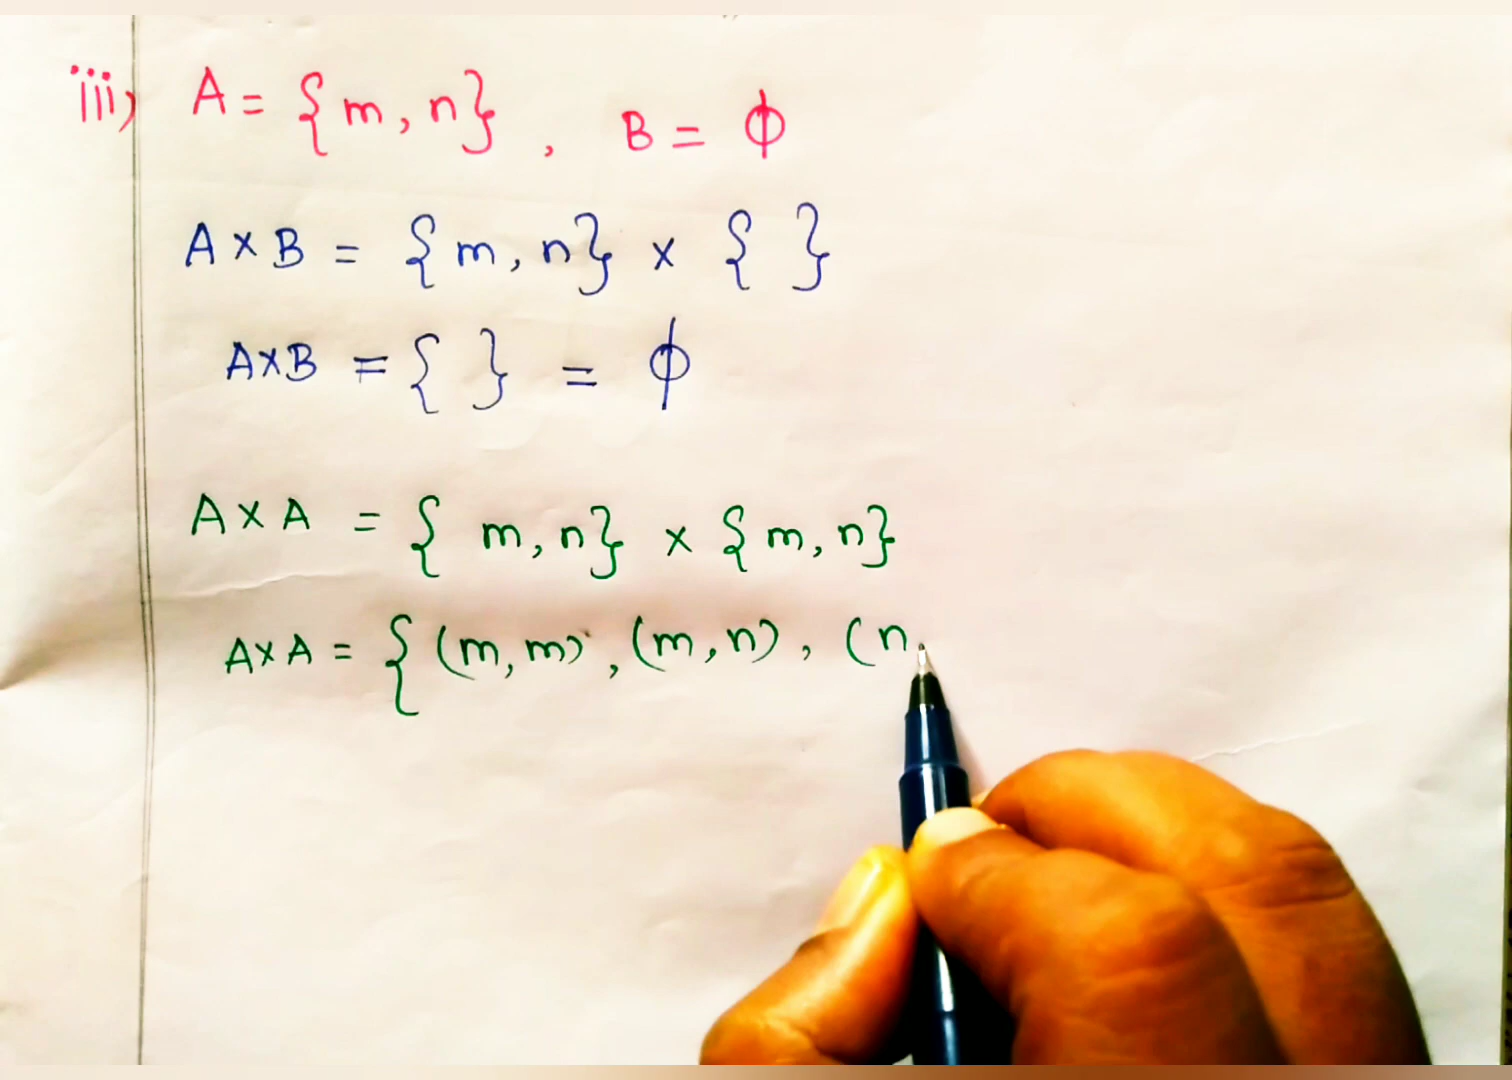 iii) A = {m, n}, B = ϕ
A × B = {m, n} × { }
A×B = { } = ϕ
A × A = { m, n} × {m, n}
A×A = {(m, m), (m, n), (n,